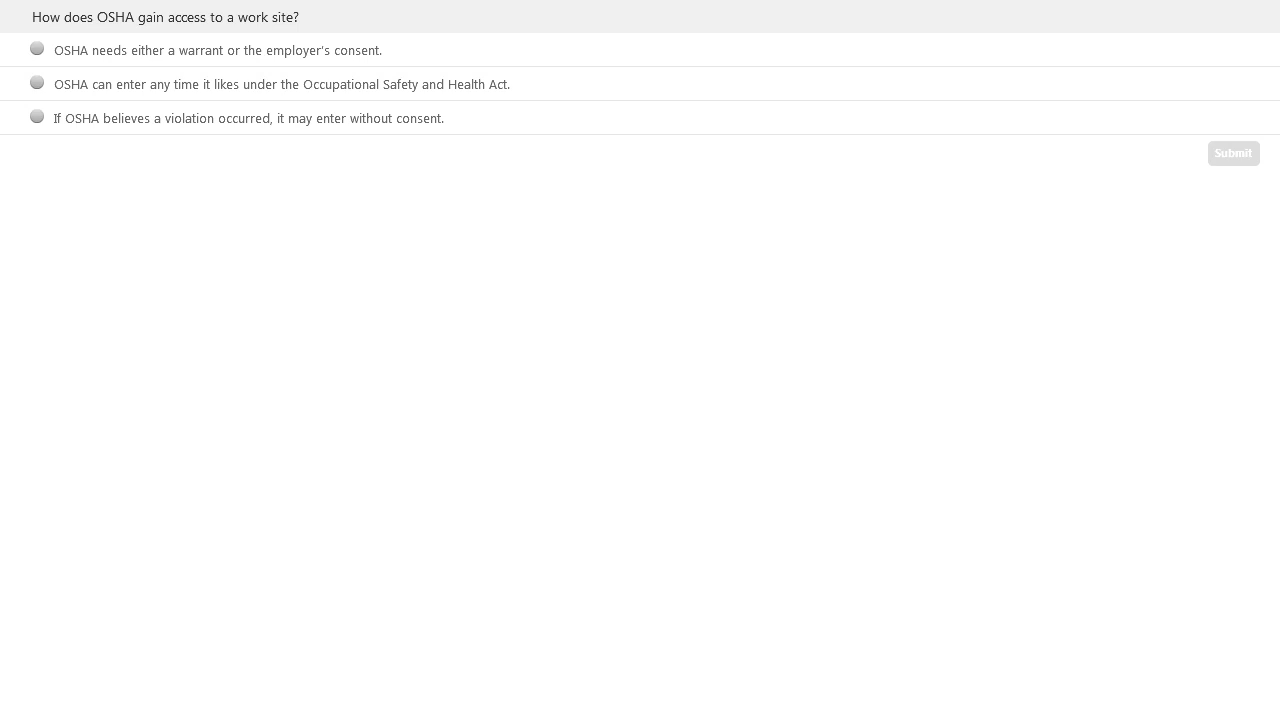 How does OSHA gain access to a work site?
OSHA needs either a warrant or the employer's consent.
OSHA can enter any time it likes under the Occupational Safety and Health Act.
If OSHA believes a violation occurred, it may enter without consent.
Submit